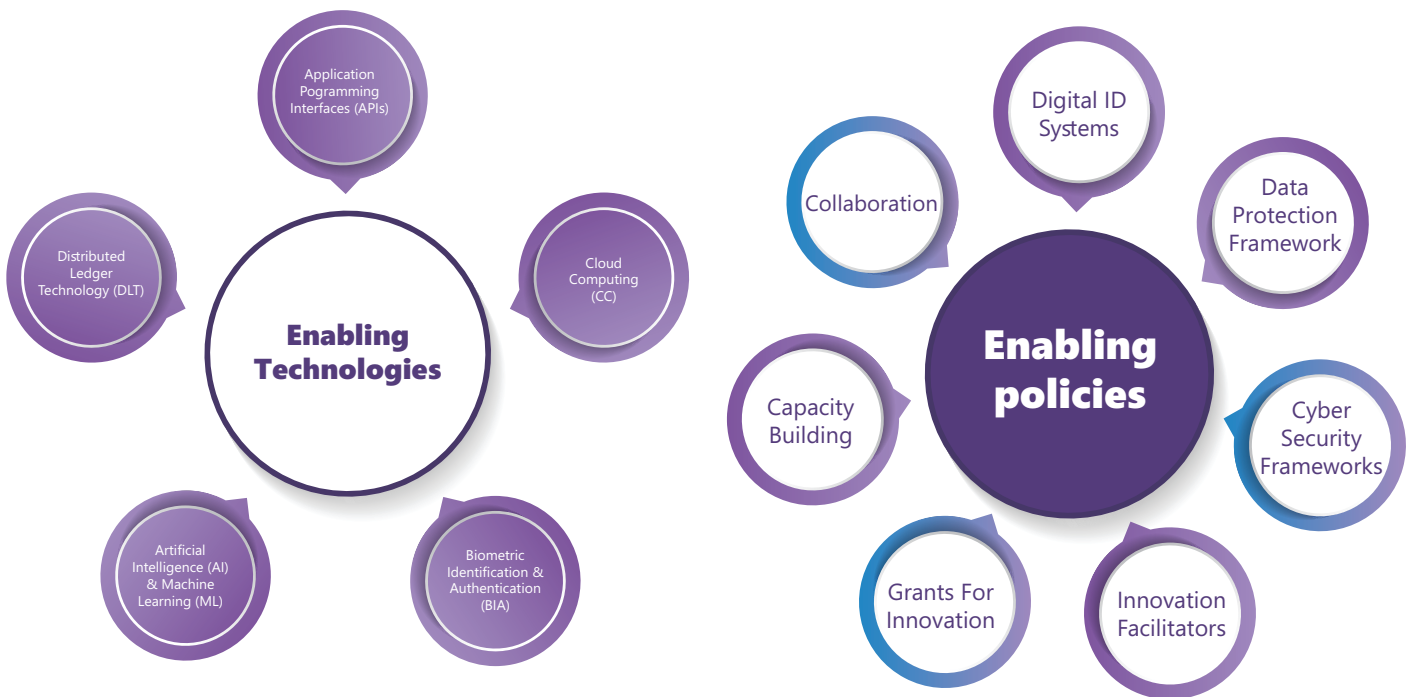 Application
Pogramming
Interfaces (APIs)
Distributed
Ledger
Technology (DLT)
Cloud
Computing
(CC)
Enabling
Technologies
Artificial
Intelligence (AI)
& Machine
Learning (ML)
Biometric
Identification &
Authentication
(BIA)
Digital ID
Systems
Collaboration
Data
Protection
Framework
Enabling
policies
Capacity
Building
Cyber
Security
Frameworks
Grants For
Innovation
Innovation
Facilitators